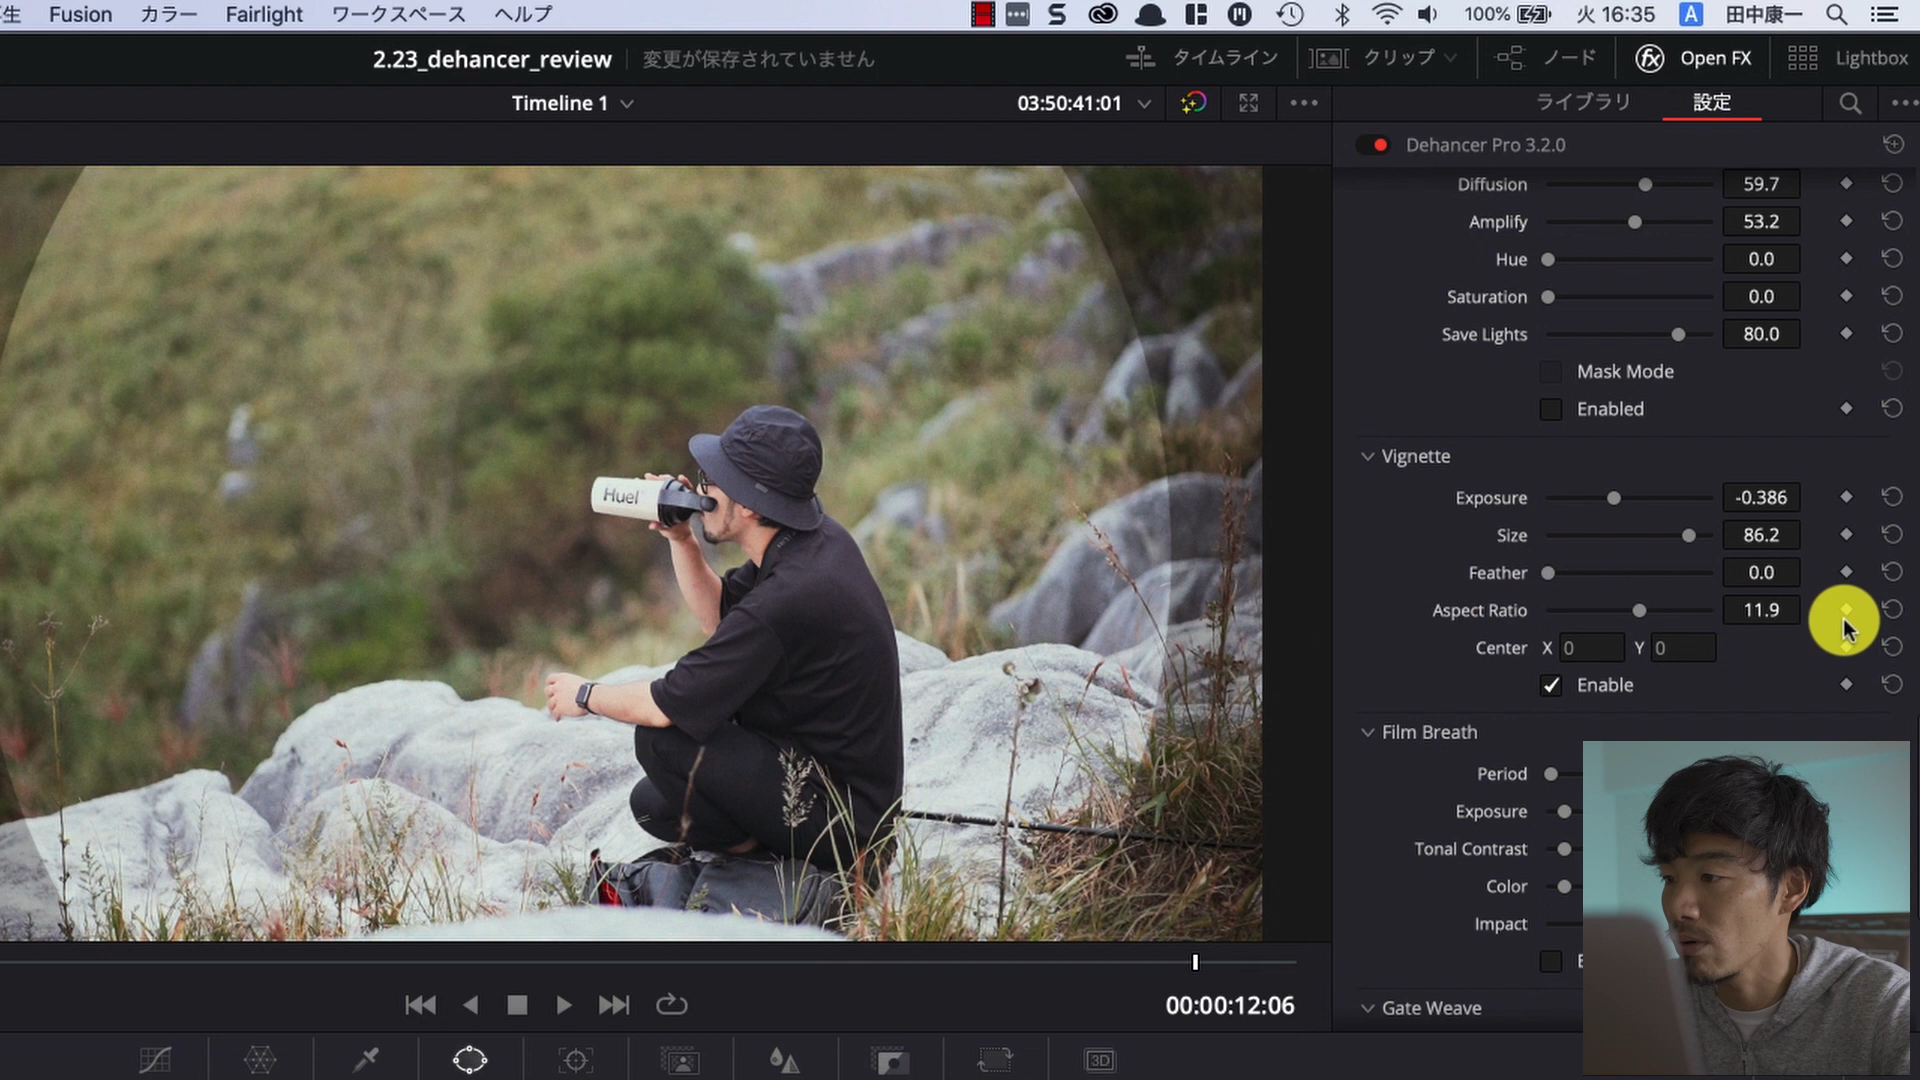 生 Fusion カラー Fairlight ワークスペース ヘルプ 100% 火 16:35 A 田中康一
2.23_dehancer_review 変更が保存されていません タイムライン クリップ ノード Open FX Lightbox
Timeline 1 03:50:41:01 ライブラリ 設定
Dehancer Pro 3.2.0
Diffusion 59.7
Amplify 53.2
Hue 0.0
Saturation 0.0
Save Lights 80.0
Mask Mode
Enabled
Vignette
Exposure -0.386
Huel
Size 86.2
Feather 0.0
Aspect Ratio 11.9
Center X 0 Y 0
Enable
Film Breath
Period
Exposure
Tonal Contrast
Color
Impact
E
00:00:12:06
Gate Weave
3D